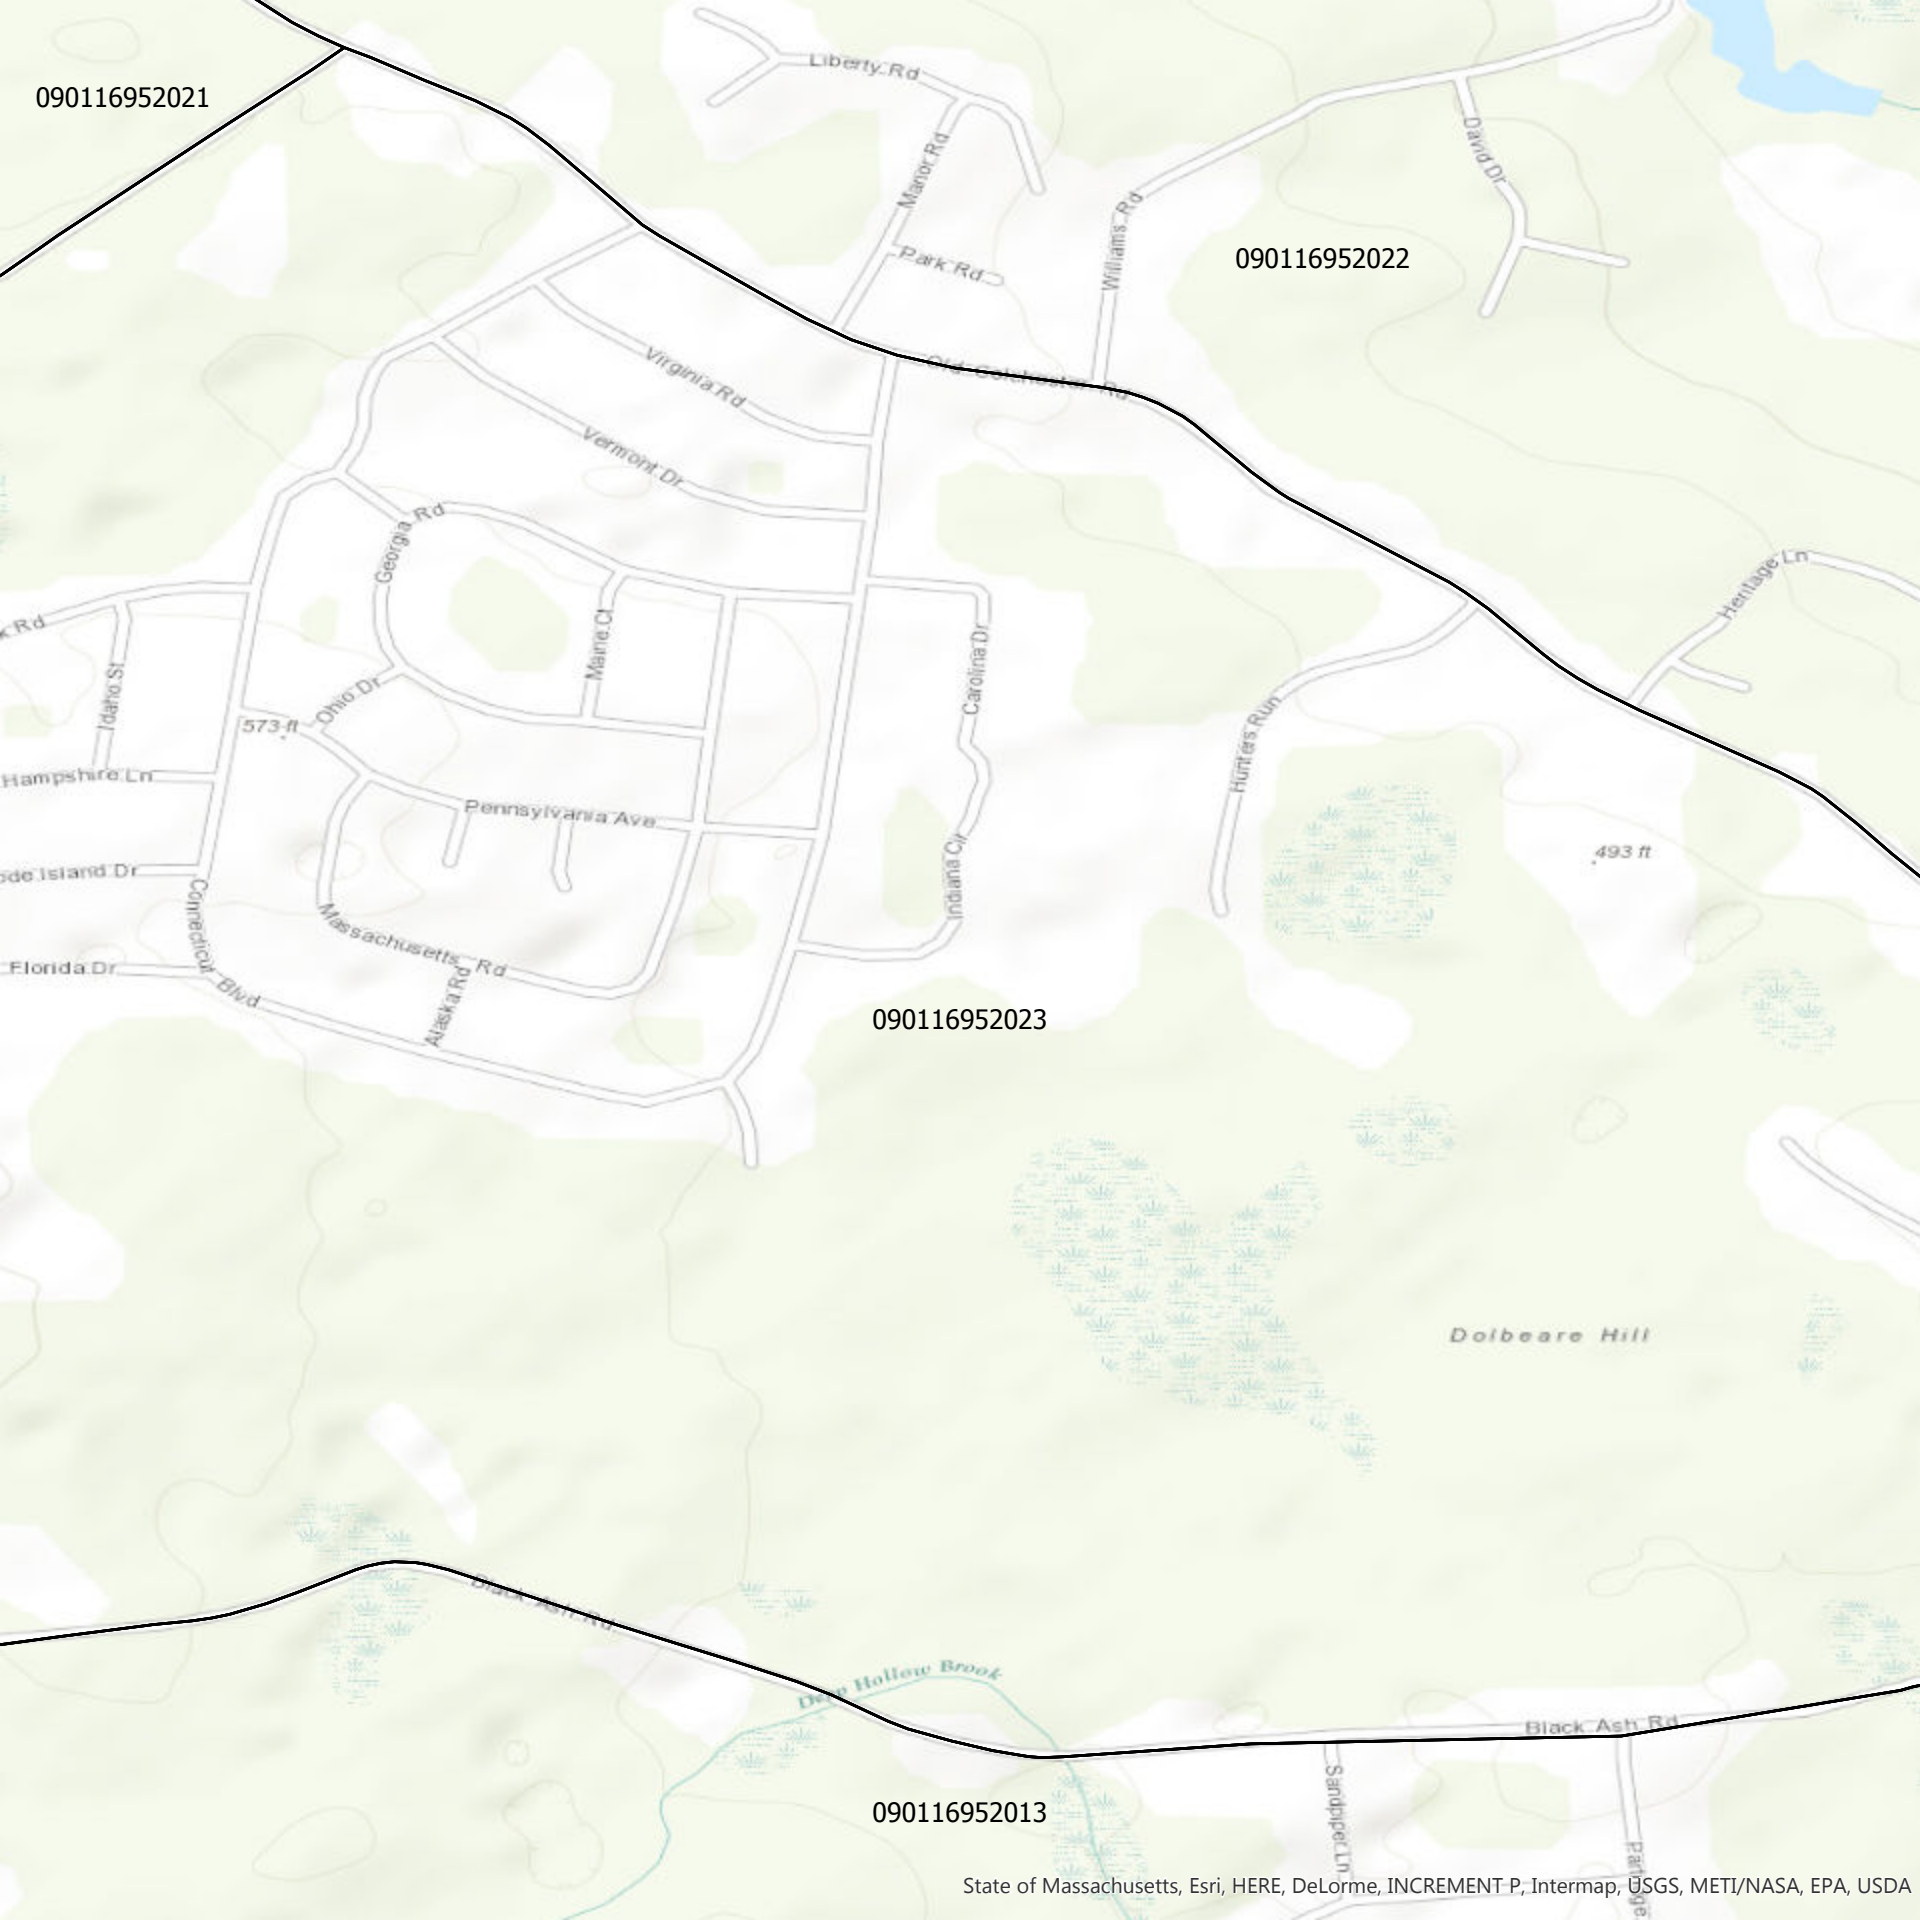 Liberty Rd
090116952021
David Dr
Manor Rd
Williams Rd
Park Rd
090116952022
Virginia Rd
Old Colchester Rd
Vermont Dr
Georgia Rd
Heritage Ln
Rd
Maine Ct
Carolina Dr
Idaho St
Ohio Dr
573 ft
Hunters Run
Hampshire Ln
Pennsylvania Ave
493 ft
Island Dr
Indiana Cir
Connecticut Blvd
Massachusetts Rd
Florida Dr
Alaska Rd
090116952023
Dolbeare Hill
Black Ash Rd
Deep Hollow Brook
Black Ash Rd
Sandpiper Ln
090116952013
State of Massachusetts, Esri, HERE, DeLorme, INCREMENT P, Intermap, USGS, METI/NASA, EPA, USDA